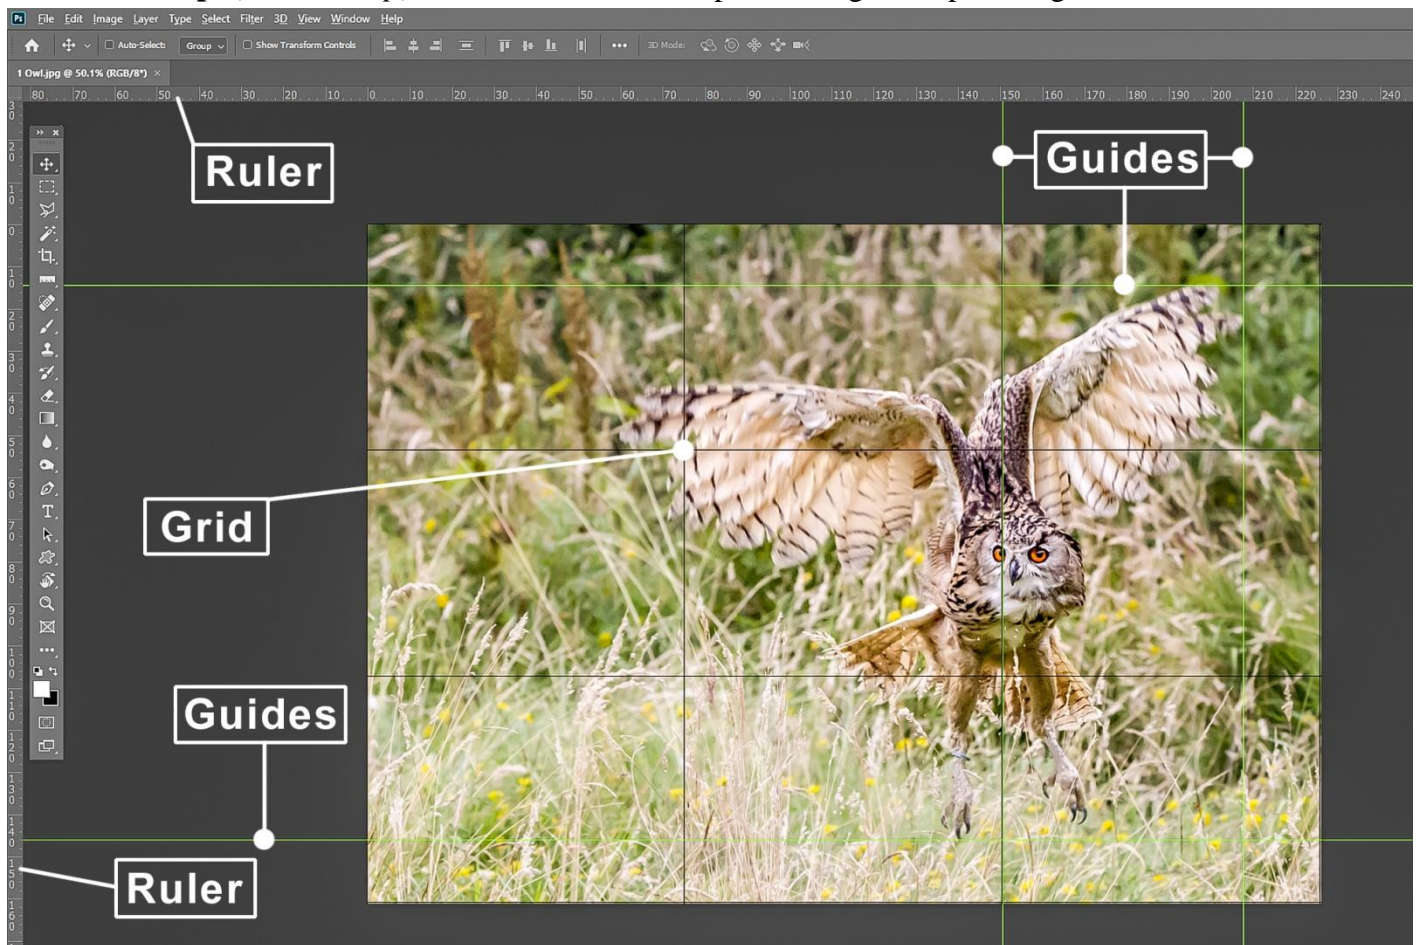 Ps File Edit Image Layer Type Select Filter 3D View Window Help
Auto-Select: Group Show Transform Controls 3D Mode:
1 Owl.jpg @ 50.1% (RGB/8*) ×
80 70 60 50 40 30 20 10 0 10 20 30 40 50 60 70 80 90 100 110 120 130 140 150 160 170 180 190 200 210 220 230 240
Ruler
Guides
Grid
Guides
Ruler